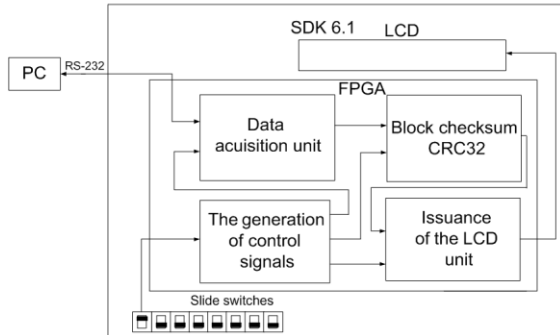 SDK 6.1 LCD
PC
RS-232
FPGA
Data
acuisition unit
Block checksum
CRC32
The generation
of control
signals
Issuance
of the LCD
unit
Slide switches